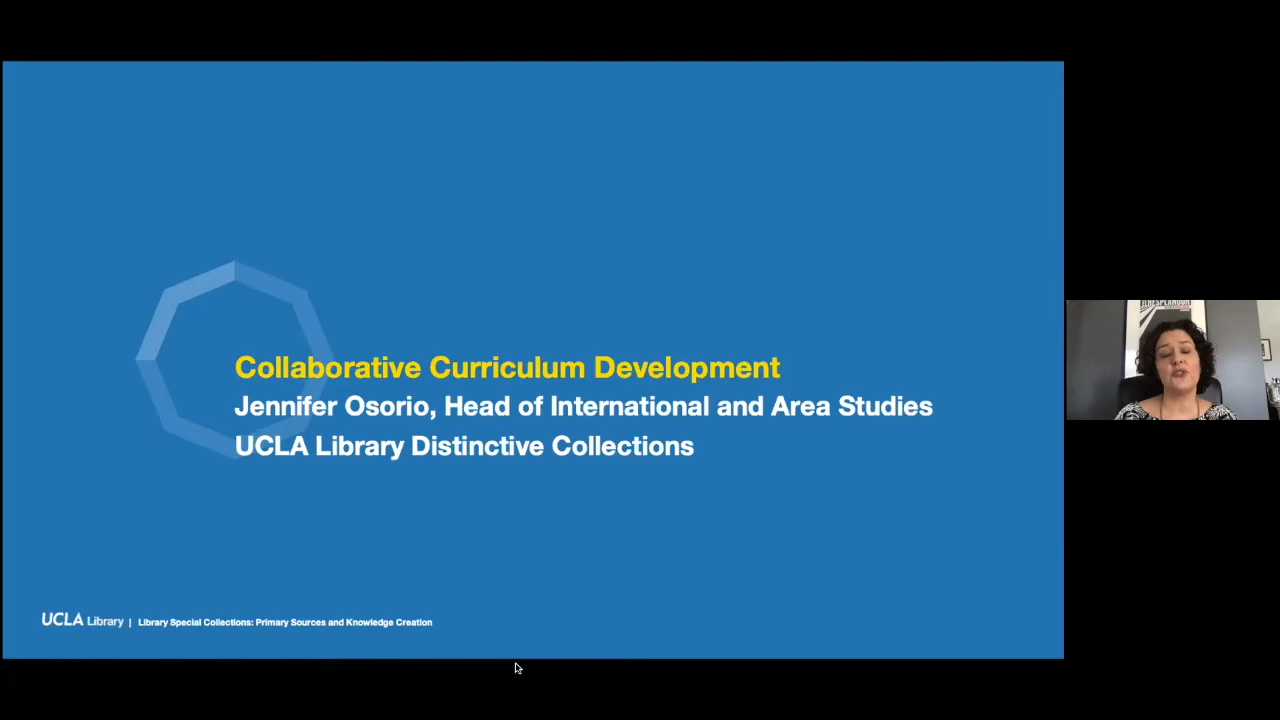 Collaborative Curriculum Development
Jennifer Osorio, Head of International and Area Studies
UCLA Library Distinctive Collections
UCLA Library | Library Special Collections: Primary Sources and Knowledge Creation